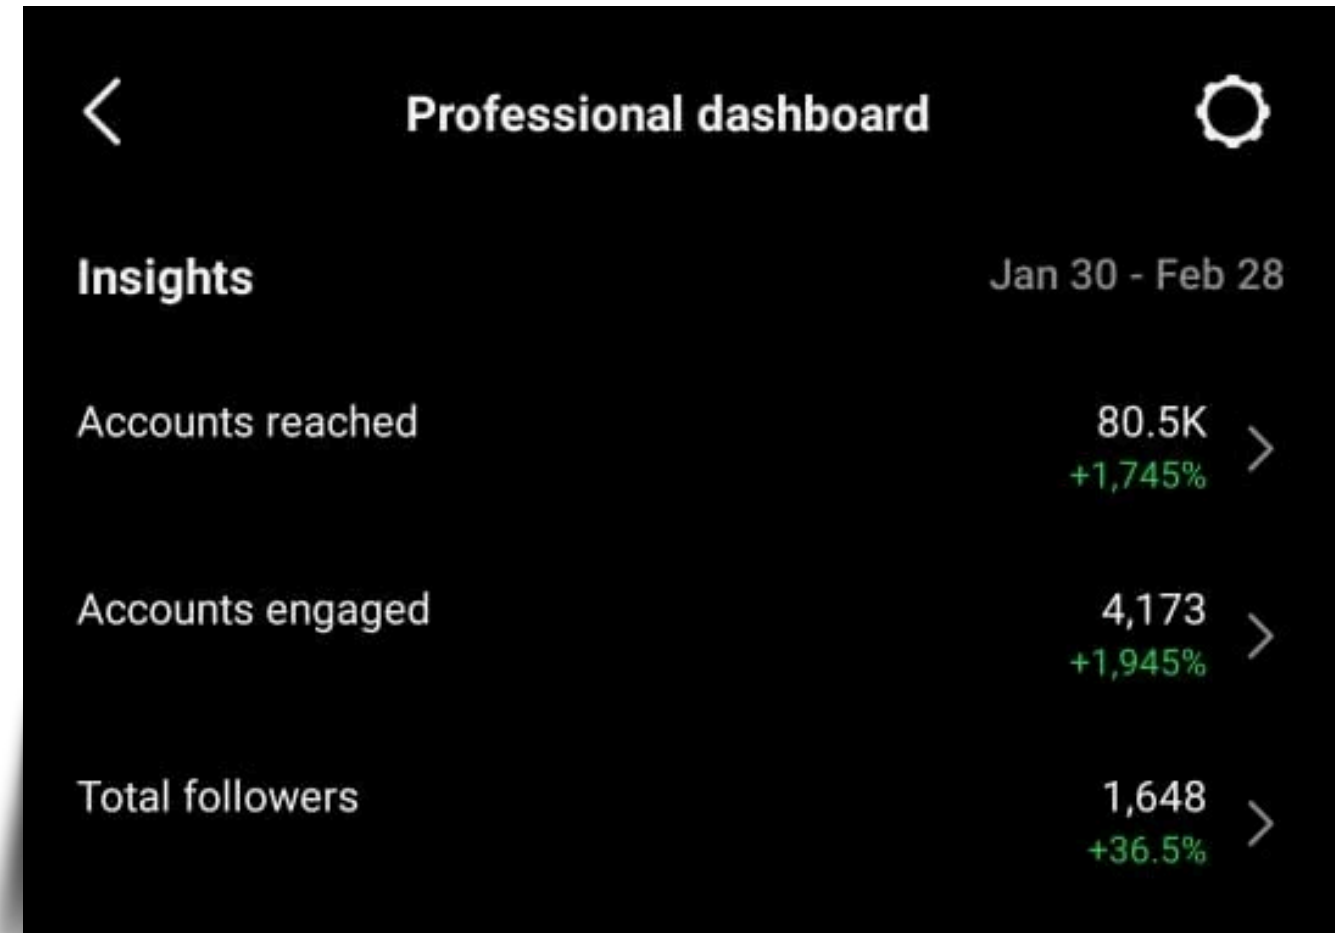 Professional dashboard
Insights
Jan 30 - Feb 28
Accounts reached
80.5K
+1,745%
Accounts engaged
4,173
+1,945%
Total followers
1,648
+36.5%